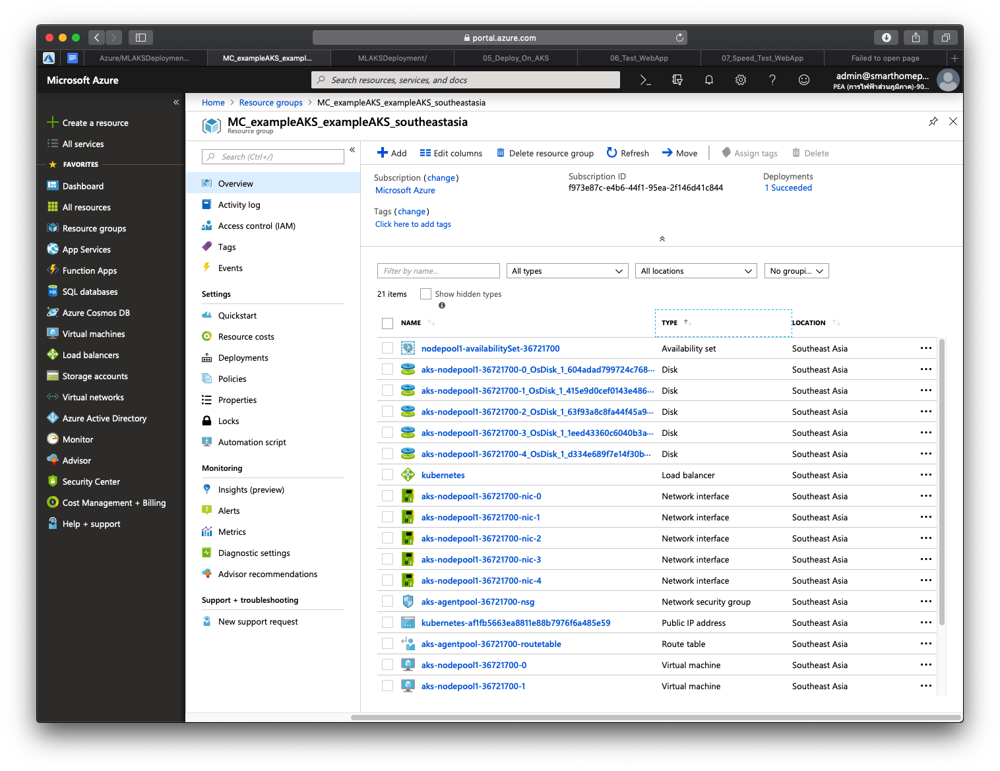 portal.azure.com
Azure/MLAKSDeploymen...
MC_exampleAKS_exampl...
MLAKSDeployment/
05_Deploy_On_AKS
06_Test_WebApp
07_Speed_Test_WebApp
Failed to open page
Microsoft Azure
Search resources, services, and docs
admin@smarthomep...
PEA (การไฟฟ้าส่วนภูมิภาค)-90...
Create a resource
All services
FAVORITES
Dashboard
All resources
Resource groups
App Services
Function Apps
SQL databases
Azure Cosmos DB
Virtual machines
Load balancers
Storage accounts
Virtual networks
Azure Active Directory
Monitor
Advisor
Security Center
Cost Management + Billing
Help + support
Home > Resource groups > MC_exampleAKS_exampleAKS_southeastasia
MC_exampleAKS_exampleAKS_southeastasia
Resource group
Search (Ctrl+/)
Overview
Activity log
Access control (IAM)
Tags
Events
Settings
Quickstart
Resource costs
Deployments
Policies
Properties
Locks
Automation script
Monitoring
Insights (preview)
Alerts
Metrics
Diagnostic settings
Advisor recommendations
Support + troubleshooting
New support request
Add
Edit columns
Delete resource group
Refresh
Move
Assign tags
Delete
Subscription (change)
Microsoft Azure
Subscription ID
f973e87c-e4b6-44f1-95ea-2f146d41c844
Deployments
1 Succeeded
Tags (change)
Click here to add tags
Filter by name...
All types
All locations
No groupi...
21 items
Show hidden types
NAME TYPE LOCATION
nodepool1-availabilitySet-36721700 Availability set Southeast Asia
aks-nodepool1-36721700-0_OsDisk_1_604adad799724c768... Disk Southeast Asia
aks-nodepool1-36721700-1_OsDisk_1_415e9d0cef0143e486... Disk Southeast Asia
aks-nodepool1-36721700-2_OsDisk_1_63f93a8c8fa44f45a9... Disk Southeast Asia
aks-nodepool1-36721700-3_OsDisk_1_1eed43360c6040b3a... Disk Southeast Asia
aks-nodepool1-36721700-4_OsDisk_1_d334e689f7e14f30b... Disk Southeast Asia
kubernetes Load balancer Southeast Asia
aks-nodepool1-36721700-nic-0 Network interface Southeast Asia
aks-nodepool1-36721700-nic-1 Network interface Southeast Asia
aks-nodepool1-36721700-nic-2 Network interface Southeast Asia
aks-nodepool1-36721700-nic-3 Network interface Southeast Asia
aks-nodepool1-36721700-nic-4 Network interface Southeast Asia
aks-agentpool-36721700-nsg Network security group Southeast Asia
kubernetes-af1fb5663ea8811e88b7976f6a485e59 Public IP address Southeast Asia
aks-agentpool-36721700-routetable Route table Southeast Asia
aks-nodepool1-36721700-0 Virtual machine Southeast Asia
aks-nodepool1-36721700-1 Virtual machine Southeast Asia